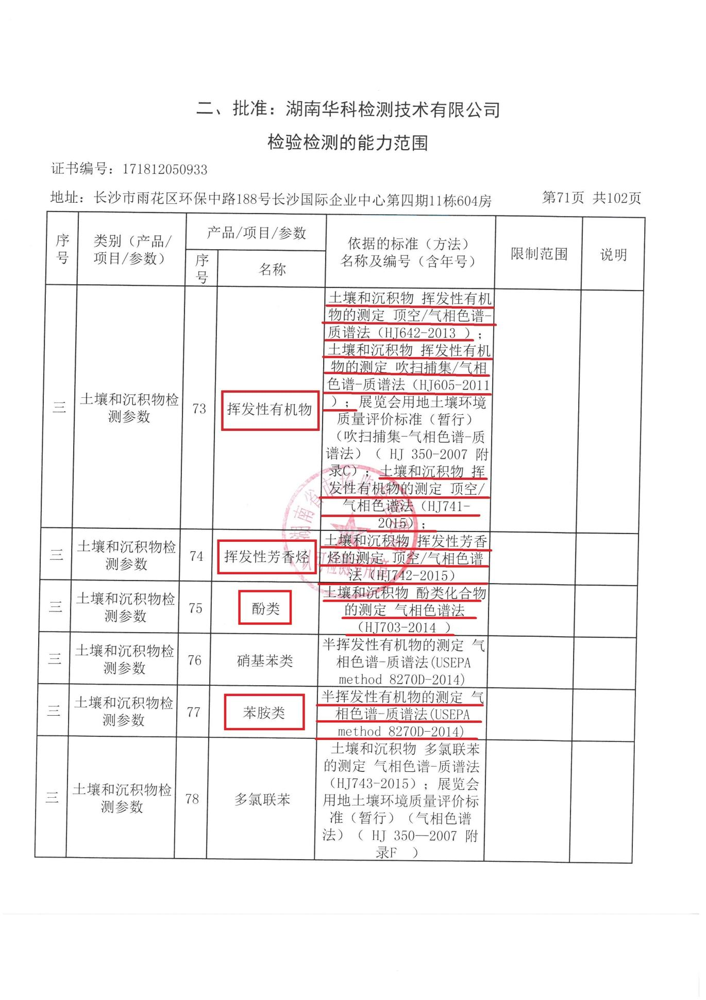 二、批准：湖南华科检测技术有限公司
检验检测的能力范围
证书编号：171812050933
地址：长沙市雨花区环保中路188号长沙国际企业中心第四期11栋604房
第71页 共102页
序号
类别（产品/
项目/参数）
产品/项目/参数
序号
名称
依据的标准（方法）
名称及编号（含年号）
限制范围
说明
三
土壤和沉积物检
测参数
73
挥发性有机物
土壤和沉积物 挥发性有机
物的测定 顶空/气相色谱-
质谱法（HJ642-2013 ）；
土壤和沉积物 挥发性有机
物的测定 吹扫捕集/气相
色谱-质谱法（HJ605-2011
）；展览会用地土壤环境
质量评价标准（暂行）
（吹扫捕集-气相色谱-质
谱法）（ HJ 350-2007 附
录C）；土壤和沉积物 挥
发性有机物的测定 顶空/
气相色谱法（HJ741-
2015）；
三
土壤和沉积物检
测参数
74
挥发性芳香烃
土壤和沉积物 挥发性芳香
烃的测定 顶空/气相色谱
法（HJ742-2015）
三
土壤和沉积物检
测参数
75
酚类
土壤和沉积物 酚类化合物
的测定 气相色谱法
（HJ703-2014 ）
三
土壤和沉积物检
测参数
76
硝基苯类
半挥发性有机物的测定 气
相色谱-质谱法(USEPA
method 8270D-2014)
三
土壤和沉积物检
测参数
77
苯胺类
半挥发性有机物的测定 气
相色谱-质谱法(USEPA
method 8270D-2014)
三
土壤和沉积物检
测参数
78
多氯联苯
土壤和沉积物 多氯联苯
的测定 气相色谱-质谱法
（HJ743-2015）；展览会
用地土壤环境质量评价标
准（暂行）（气相色谱
法）（ HJ 350—2007 附
录F ）